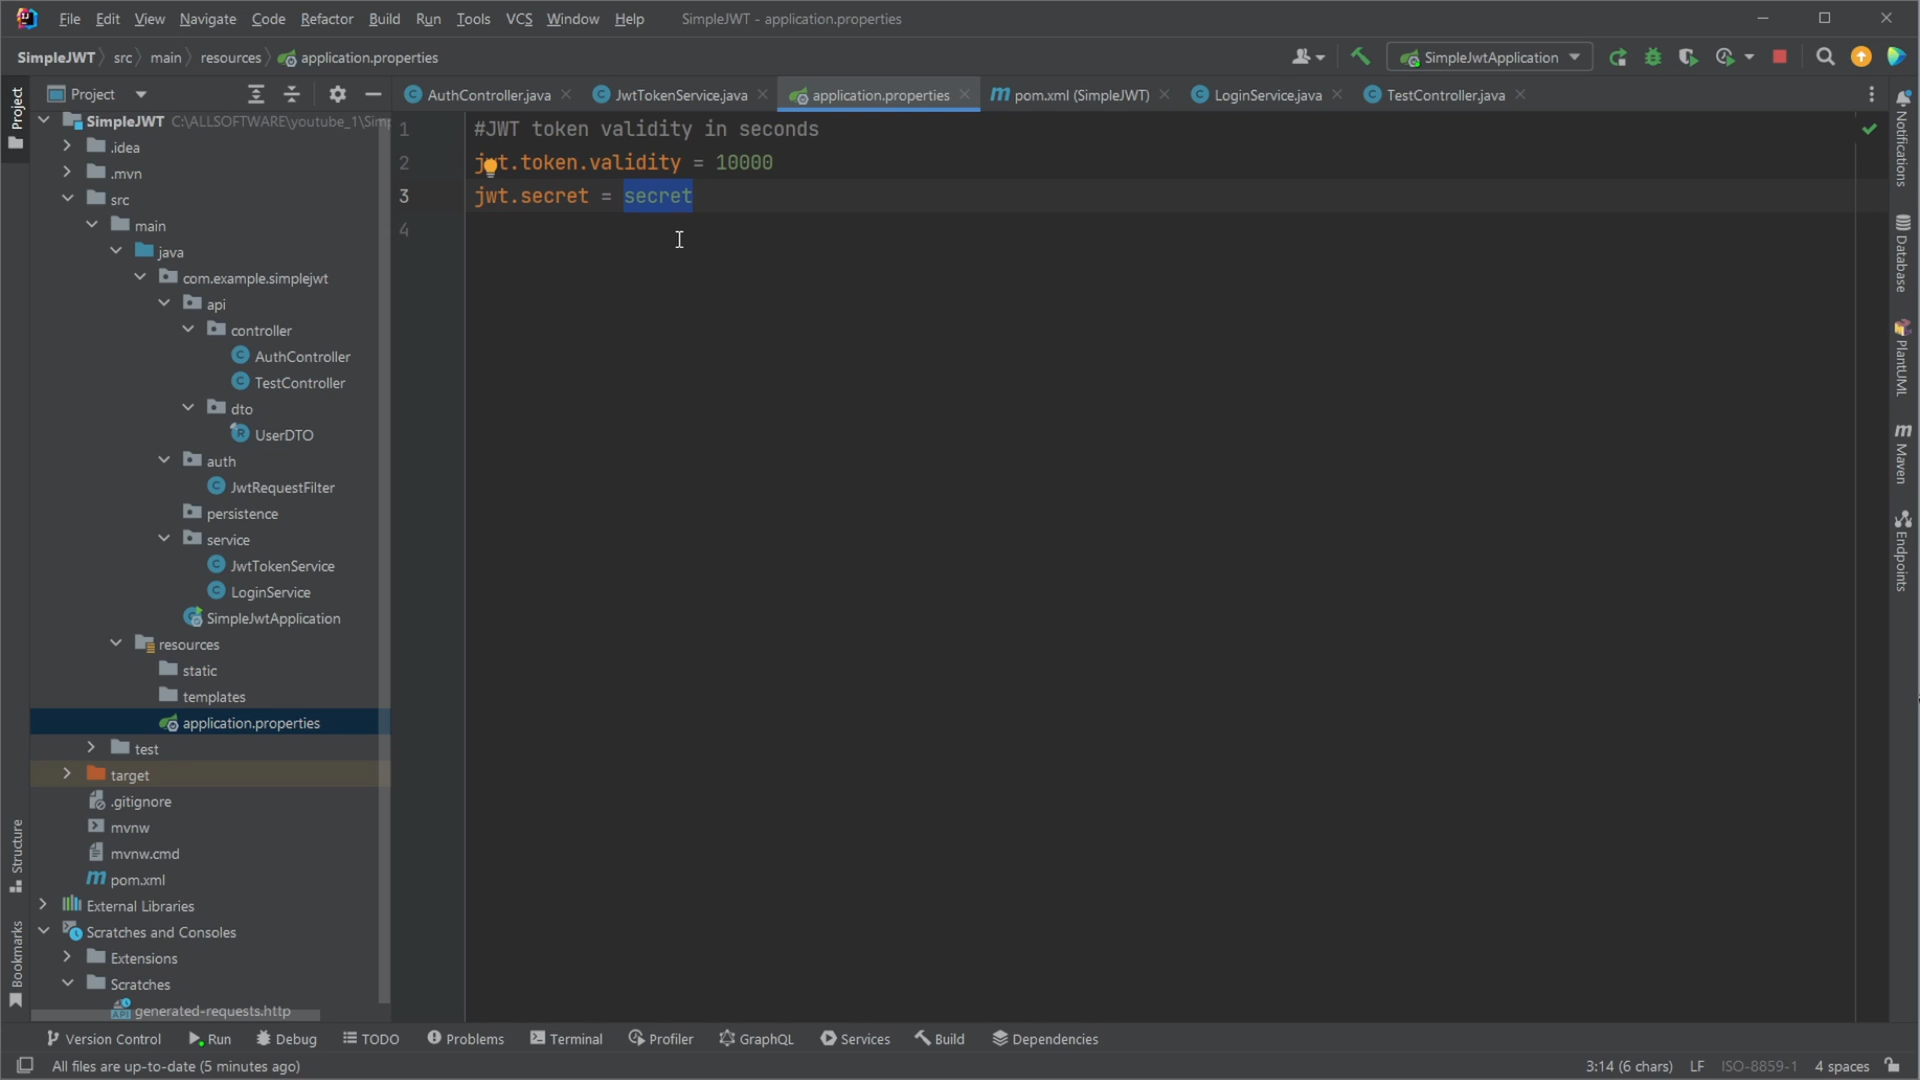 File Edit View Navigate Code Refactor Build Run Tools VCS Window Help SimpleJWT - application.properties
SimpleJWT src main resources application.properties SimpleJwtApplication
Project AuthController.java JwtTokenService.java application.properties pom.xml (SimpleJWT) LoginService.java TestController.java
Project
SimpleJWT C:\ALLSOFTWARE\youtube_1\Simp
.idea
.mvn
src
main
java
com.example.simplejwt
api
controller
AuthController
TestController
dto
UserDTO
auth
JwtRequestFilter
persistence
service
JwtTokenService
LoginService
SimpleJwtApplication
resources
static
templates
application.properties
test
target
.gitignore
mvnw
mvnw.cmd
pom.xml
External Libraries
Scratches and Consoles
Extensions
Scratches
generated-requests.http
Structure
Bookmarks
1 #JWT token validity in seconds
2 jwt.token.validity = 10000
3 jwt.secret = secret
4
Notifications
Database
PlantUML
Maven
Endpoints
Version Control Run Debug TODO Problems Terminal Profiler GraphQL Services Build Dependencies
All files are up-to-date (5 minutes ago) 3:14 (6 chars) LF ISO-8859-1 4 spaces